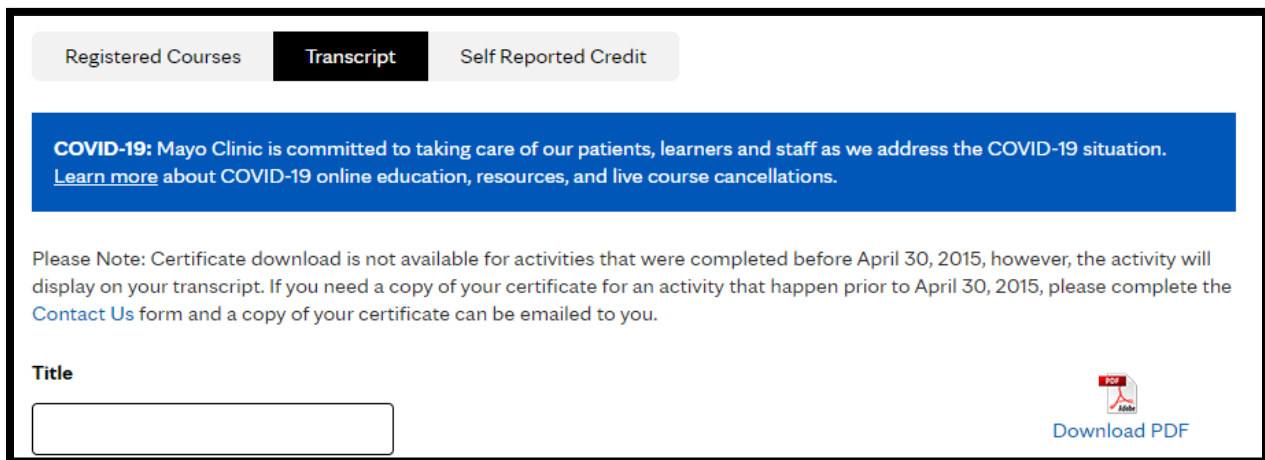 Registered Courses Transcript Self Reported Credit
COVID-19: Mayo Clinic is committed to taking care of our patients, learners and staff as we address the COVID-19 situation.
Learn more about COVID-19 online education, resources, and live course cancellations.
Please Note: Certificate download is not available for activities that were completed before April 30, 2015, however, the activity will
display on your transcript. If you need a copy of your certificate for an activity that happen prior to April 30, 2015, please complete the
Contact Us form and a copy of your certificate can be emailed to you.
Title
PDF
Adobe
Download PDF